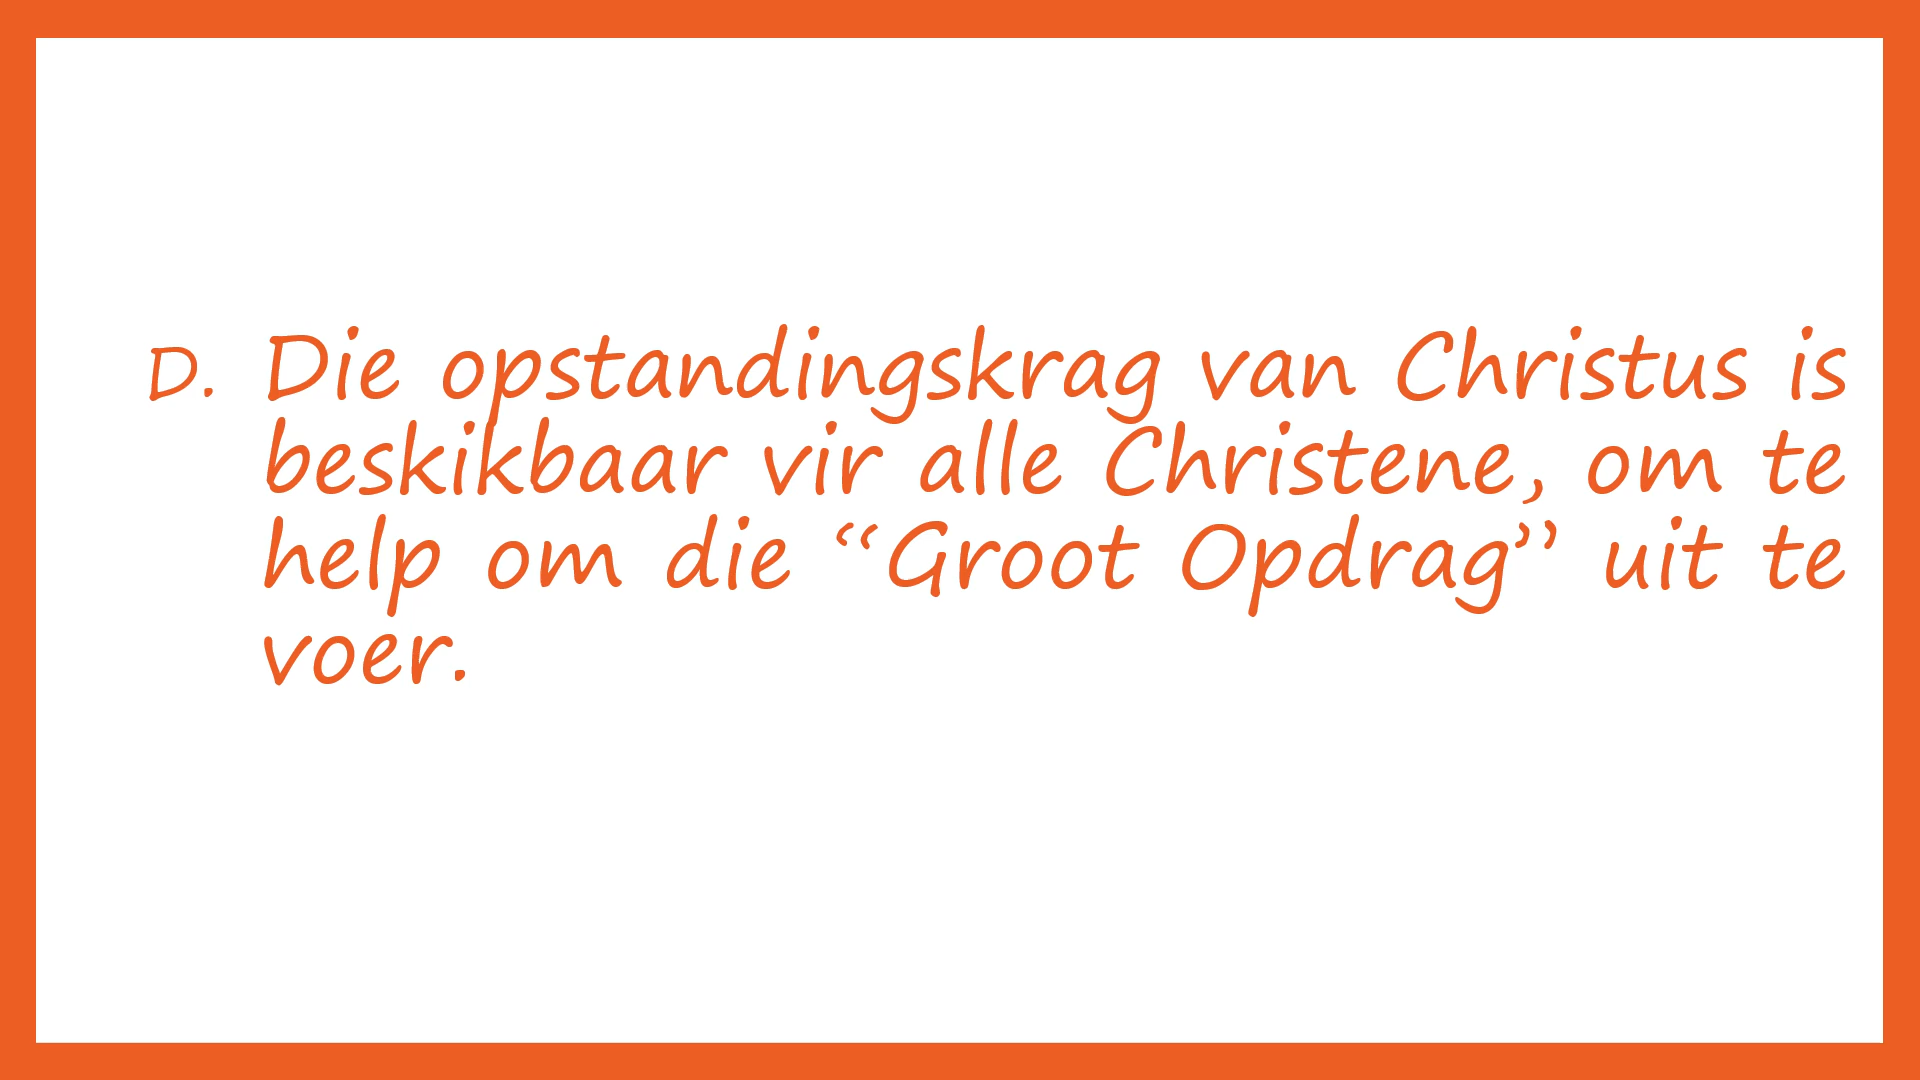 D. Die opstandingskrag van Christus is
beskikbaar vir alle Christene, om te
help om die “Groot Opdrag” uit te
voer.